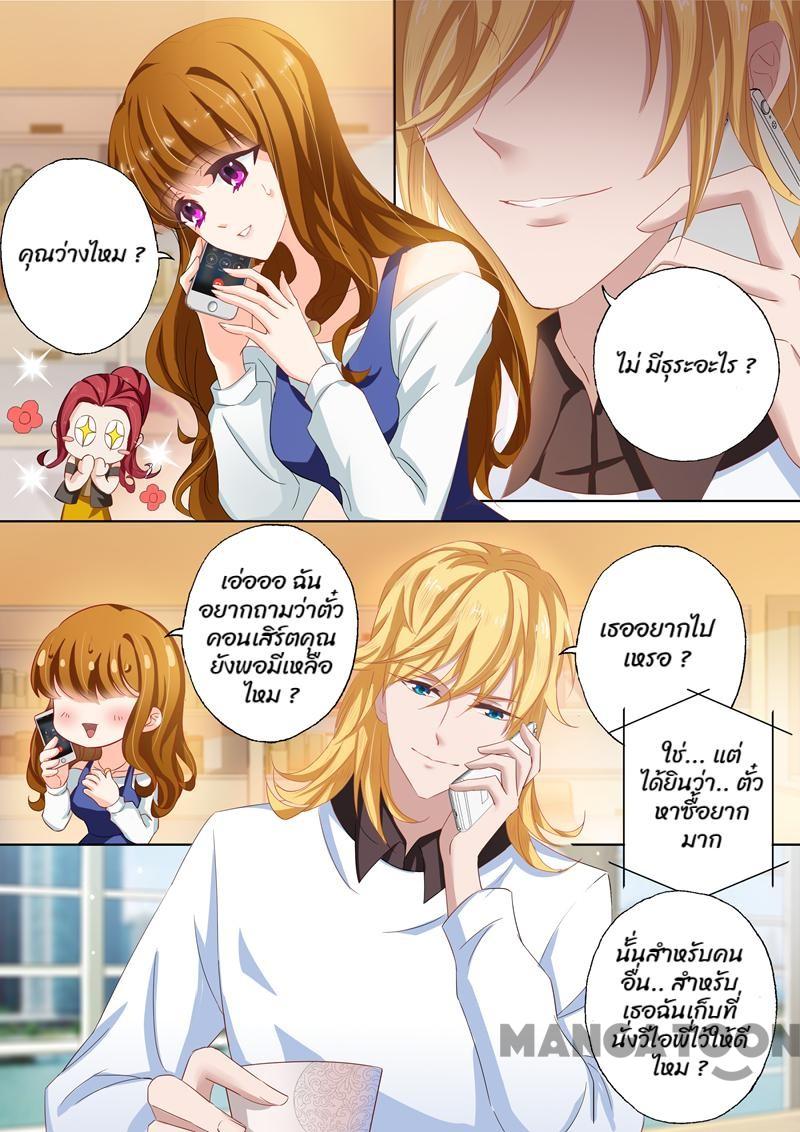 คุณว่างไหม ?
ไม่ มีธุระอะไร ?
เอ่อออ ฉัน
อยากถามว่าตั๋ว
คอนเสิร์ตคุณ
ยังพอมีเหลือ
ไหม ?
เธออยากไป
เหรอ ?
ใช่... แต่
ได้ยินว่า.. ตั๋ว
หาซื้อยาก
มาก
นั้นสำหรับคน
อื่น.. สำหรับ
เธอฉันเก็บที่
นั่งวีไอพีไว้ให้ดี
ไหม ?
MANGATOON